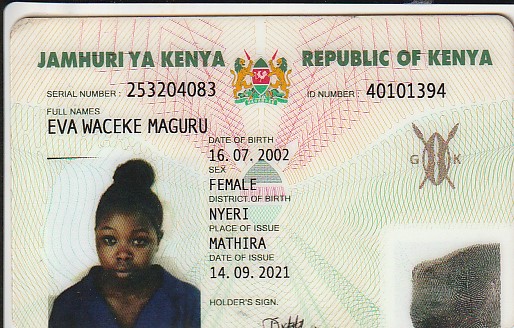 JAMHURI YA KENYA REPUBLIC OF KENYA
SERIAL NUMBER : 253204083 ID NUMBER : 40101394
FULL NAMES
EVA WACEKE MAGURU
DATE OF BIRTH
16. 07. 2002
SEX
FEMALE
G K
DISTRICT OF BIRTH
NYERI
PLACE OF ISSUE
MATHIRA
DATE OF ISSUE
14. 09. 2021
HOLDER'S SIGN.